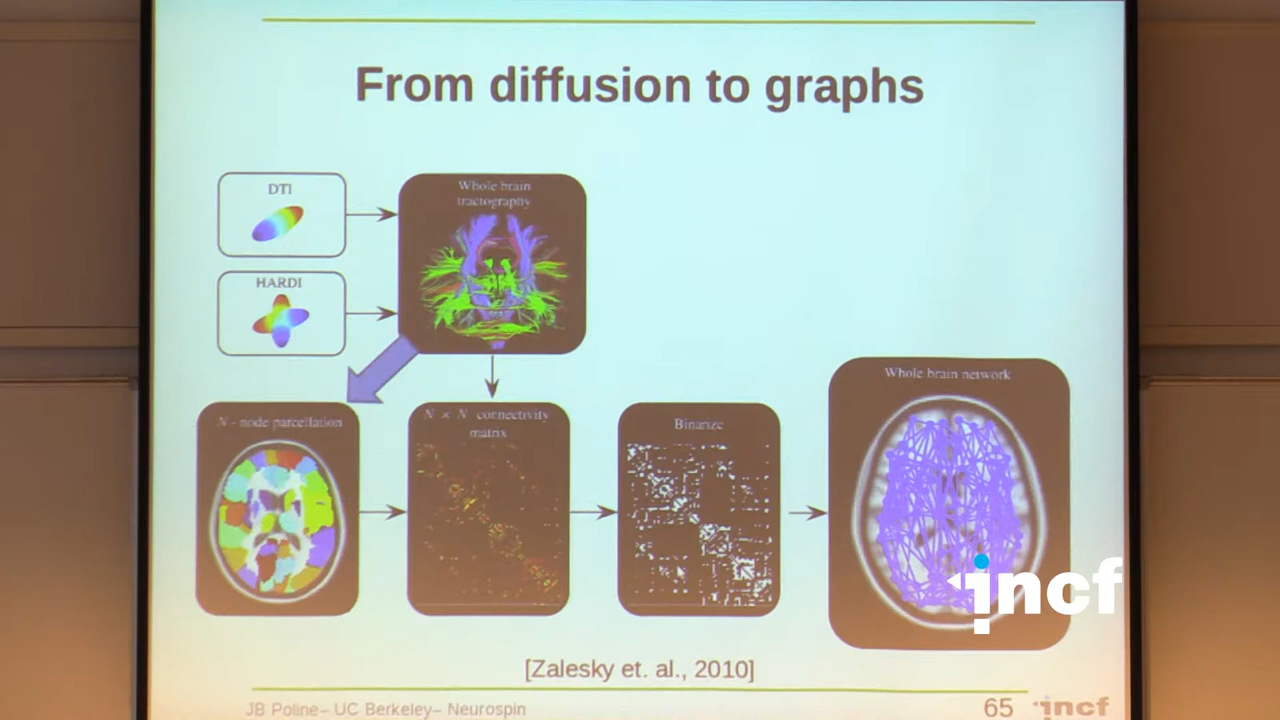 From diffusion to graphs
DTI
Whole brain
tractography
HARDI
N - node parcellation
N × N connectivity
matrix
Binarize
Whole brain network
incf
[Zalesky et. al., 2010]
JB Poline– UC Berkeley– Neurospin
65
incf